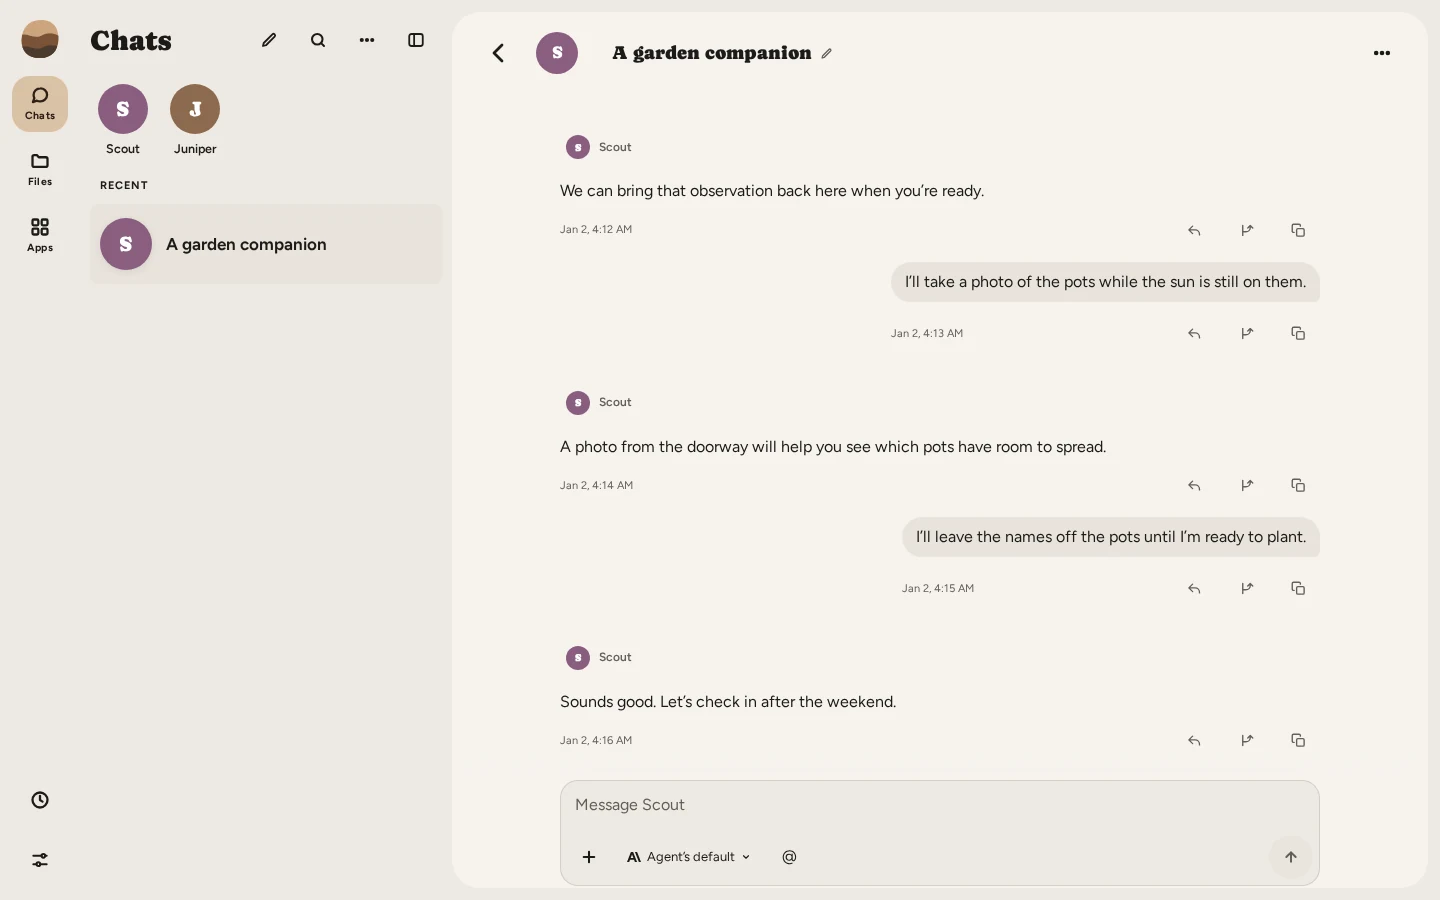 Chats
Chats
Files
Apps
S
Scout
J
Juniper
RECENT
S
A garden companion
S
A garden companion
S
Scout
We can bring that observation back here when you’re ready.
Jan 2, 4:12 AM
I’ll take a photo of the pots while the sun is still on them.
Jan 2, 4:13 AM
S
Scout
A photo from the doorway will help you see which pots have room to spread.
Jan 2, 4:14 AM
I’ll leave the names off the pots until I’m ready to plant.
Jan 2, 4:15 AM
S
Scout
Sounds good. Let’s check in after the weekend.
Jan 2, 4:16 AM
Message Scout
Agent’s default
@